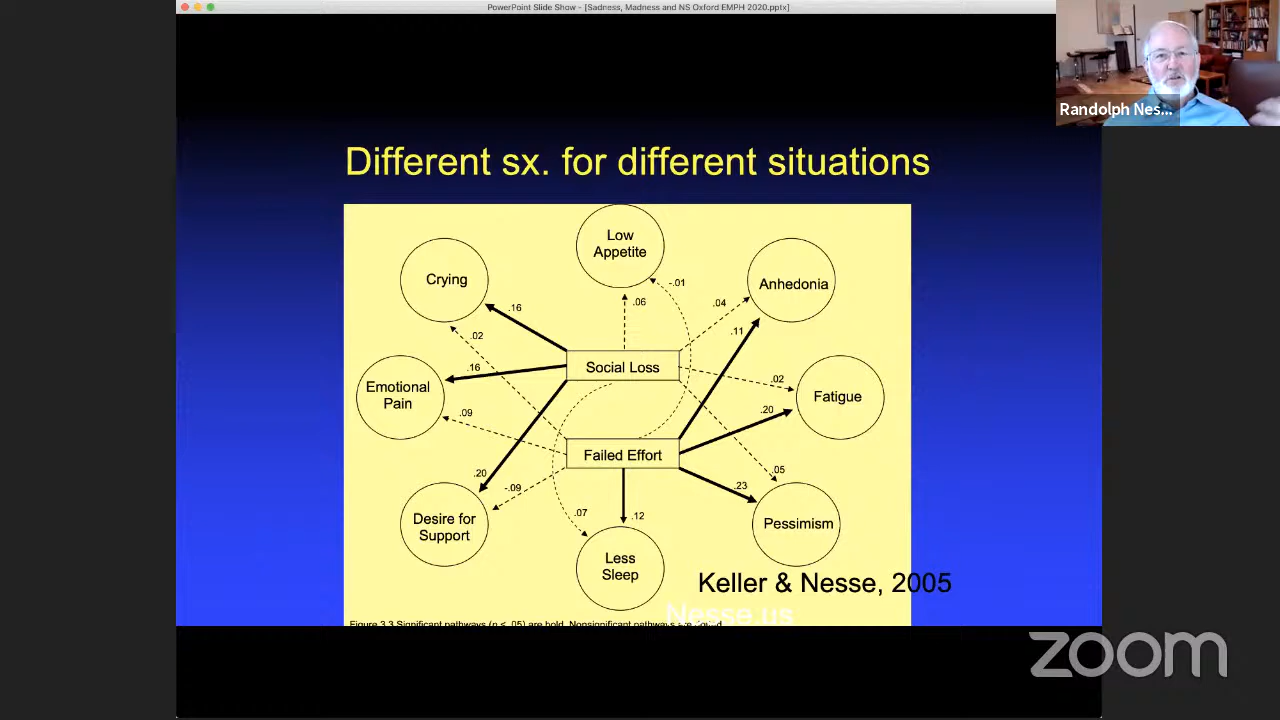 PowerPoint Slide Show - [Sadness, Madness and NS Oxford EMPH 2020.pptx]
Randolph Nes...
Different sx. for different situations
Low
Appetite
Crying
Anhedonia
-.01
.06
.04
.16
.11
.02
Social Loss
.16
.02
Emotional
Pain
Fatigue
.09
.20
Failed Effort
.20
.05
-.09
.23
.07
.12
Desire for
Support
Pessimism
Less
Sleep
Keller & Nesse, 2005
Nesse.us
Figure 3.3 Significant pathways (p < .05) are bold. Nonsignificant pathways are
zoom